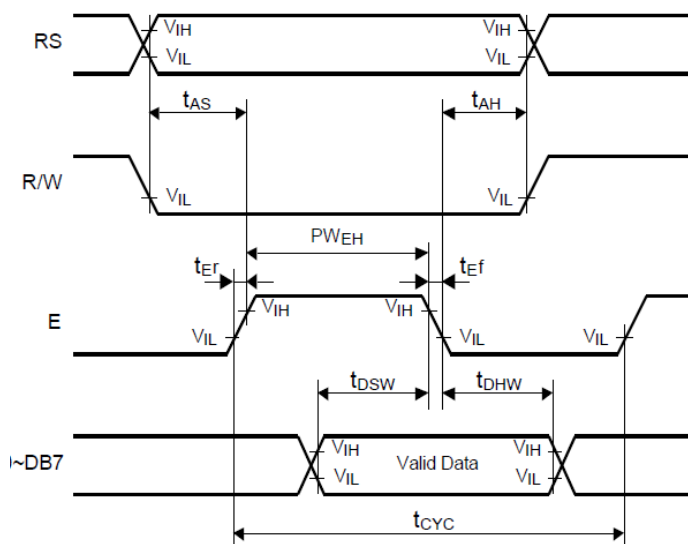 RS
VIH
VIH
VIL
VIL
tAS
tAH
R/W
VIL
VIL
PWEH
tEr
tEf
E
VIH
VIH
VIL
VIL
VIL
tDSW
tDHW
)~DB7
VIH
VIH
Valid Data
VIL
VIL
tCYC